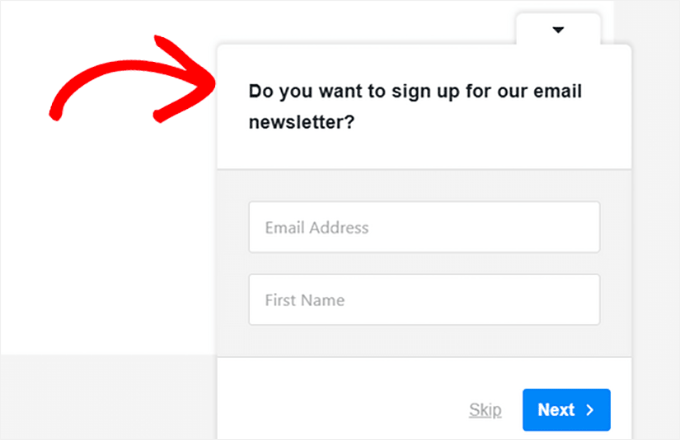 Do you want to sign up for our email
newsletter?
Email Address
First Name
Skip Next